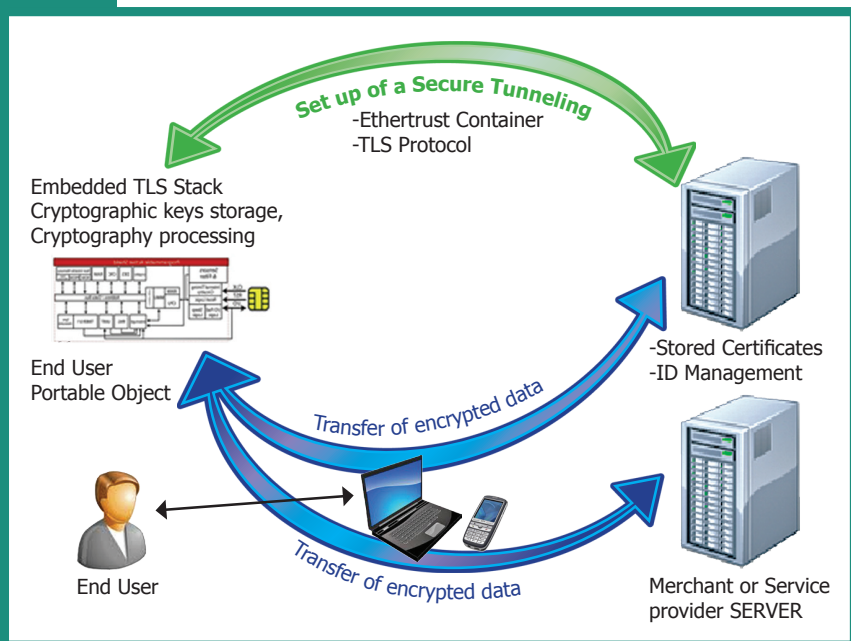 Set up of a Secure Tunneling
-Ethertrust Container
-TLS Protocol
Embedded TLS Stack
Cryptographic keys storage,
Cryptography processing
End User
Portable Object
-Stored Certificates
-ID Management
Transfer of encrypted data
Transfer of encrypted data
End User
Merchant or Service
provider SERVER